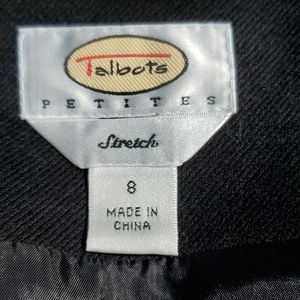 Talbots
PETITES
Stretch
8
MADE IN
CHINA